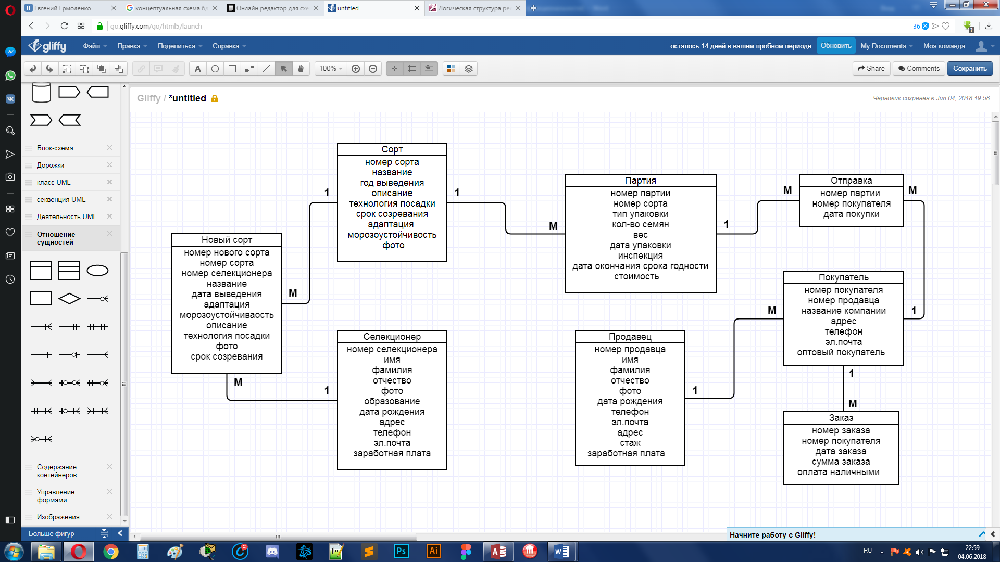 Евгений Ермоленко
концептуальная схема бд
Онлайн редактор для схе
untitled
Логическая структура ре
go.gliffy.com/go/html5/launch
36
gliffy
Файл
Правка
Поделиться
Справка
осталось 14 дней в вашем пробном периоде
Обновить
My Documents
Моя команда
A
100%
Share
Comments
Сохранить
Gliffy / *untitled
Черновик сохранен в Jun 04, 2018 19:58
Блок-схема
Дорожки
класс UML
секвенция UML
Деятельность UML
Отношение
сущностей
Содержание
контейнеров
Управление
формами
Изображения
Больше фигур
Новый сорт
номер нового сорта
номер сорта
номер селекционера
название
дата выведения
адаптация
морозоустойчиваость
описание
технология посадки
фото
срок созревания
M
1
M
1
Сорт
номер сорта
название
год выведения
описание
технология посадки
срок созревания
адаптация
морозоустойчивость
фото
1
M
Селекционер
номер селекционера
имя
фамилия
отчество
фото
образование
дата рождения
адрес
телефон
эл.почта
заработная плата
Партия
номер партии
номер сорта
тип упаковки
кол-во семян
вес
дата упаковки
инспекция
дата окончания срока годности
стоимость
1
M
Отправка
номер партии
номер покупателя
дата покупки
M
1
Продавец
номер продавца
имя
фамилия
отчество
фото
дата рождения
телефон
эл.почта
адрес
стаж
заработная плата
1
M
Покупатель
номер покупателя
номер продавца
название компании
адрес
телефон
эл.почта
оптовый покупатель
1
M
Заказ
номер заказа
номер покупателя
дата заказа
сумма заказа
оплата наличными
Начните работу с Gliffy!
Ps
Ai
RU
22:59
04.06.2018